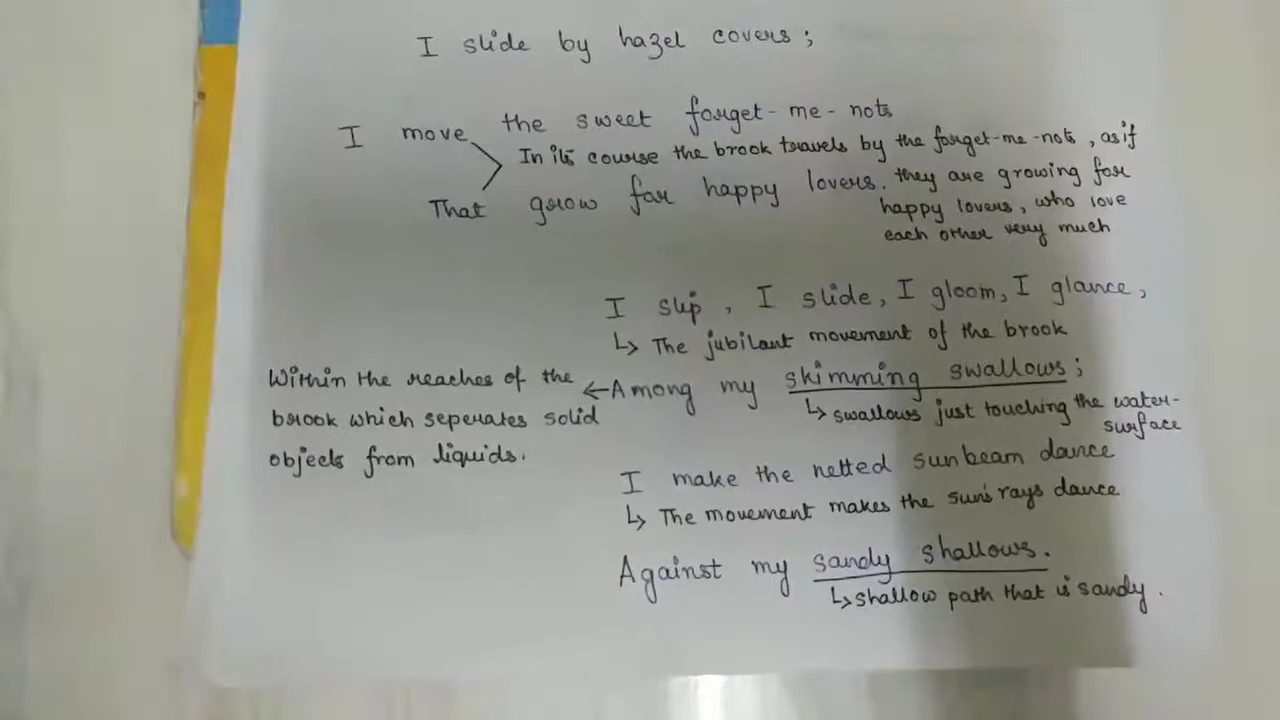 I slide by hazel covers;
I move the sweet forget-me-nots
In its course the brook travels by the forget-me-nots, as if
That grow for happy lovers. they are growing for
happy lovers, who love
each other very much
I slip, I slide, I gloom, I glance,
↳ The jubilant movement of the brook
Within the reaches of the
brook which seperates solid
objects from liquids.
← Among my skimming swallows;
↳ swallows just touching the water-
surface
I make the netted sunbeam dance
↳ The movement makes the sun's rays dance
Against my sandy shallows.
↳ shallow path that is sandy.